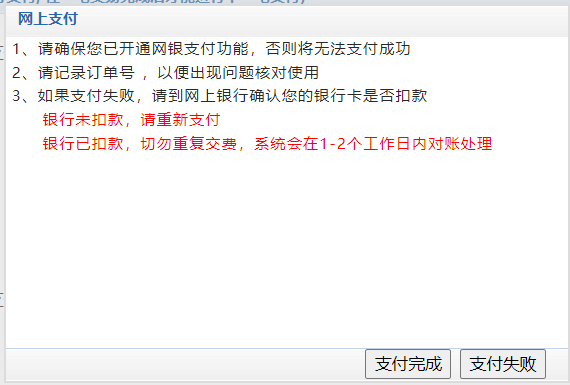 网上支付
1、请确保您已开通网银支付功能，否则将无法支付成功
2、请记录订单号 ，以便出现问题核对使用
3、如果支付失败，请到网上银行确认您的银行卡是否扣款
银行未扣款，请重新支付
银行已扣款，切勿重复交费，系统会在1-2个工作日内对账处理
支付完成 支付失败